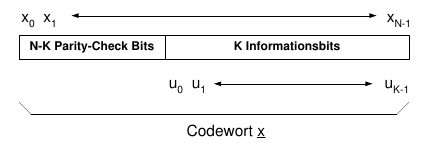 x0 x1 xN-1
N-K Parity-Check Bits K Informationsbits
u0 u1 uK-1
Codewort x